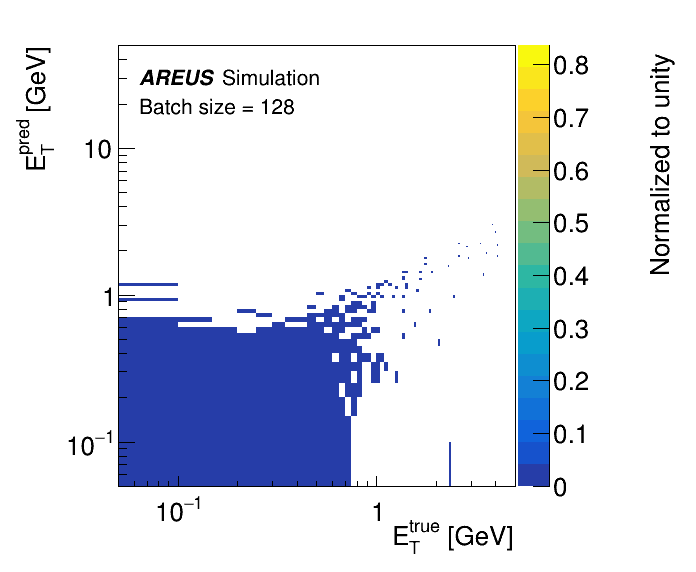 AREUS Simulation
Batch size = 128
E_T^pred [GeV]
10
1
10^−1
10^−1
1
E_T^true [GeV]
0.8
0.7
0.6
0.5
0.4
0.3
0.2
0.1
0
Normalized to unity